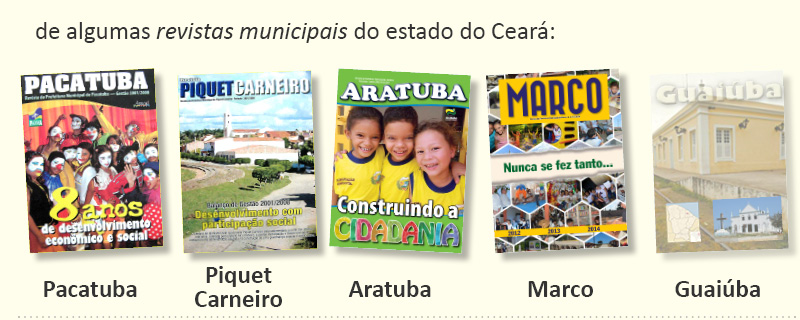 de algumas revistas municipais do estado do Ceará:
PACATUBA
8 anos
de desenvolvimento
econômico e social
PIQUET CARNEIRO
Desenvolvimento com
participação social
ARATUBA
Construindo a
CIDADANIA
MARCO
Nunca se fez tanto...
2012 2013 2014
Guaiúba
Pacatuba
Piquet
Carneiro
Aratuba
Marco
Guaiúba